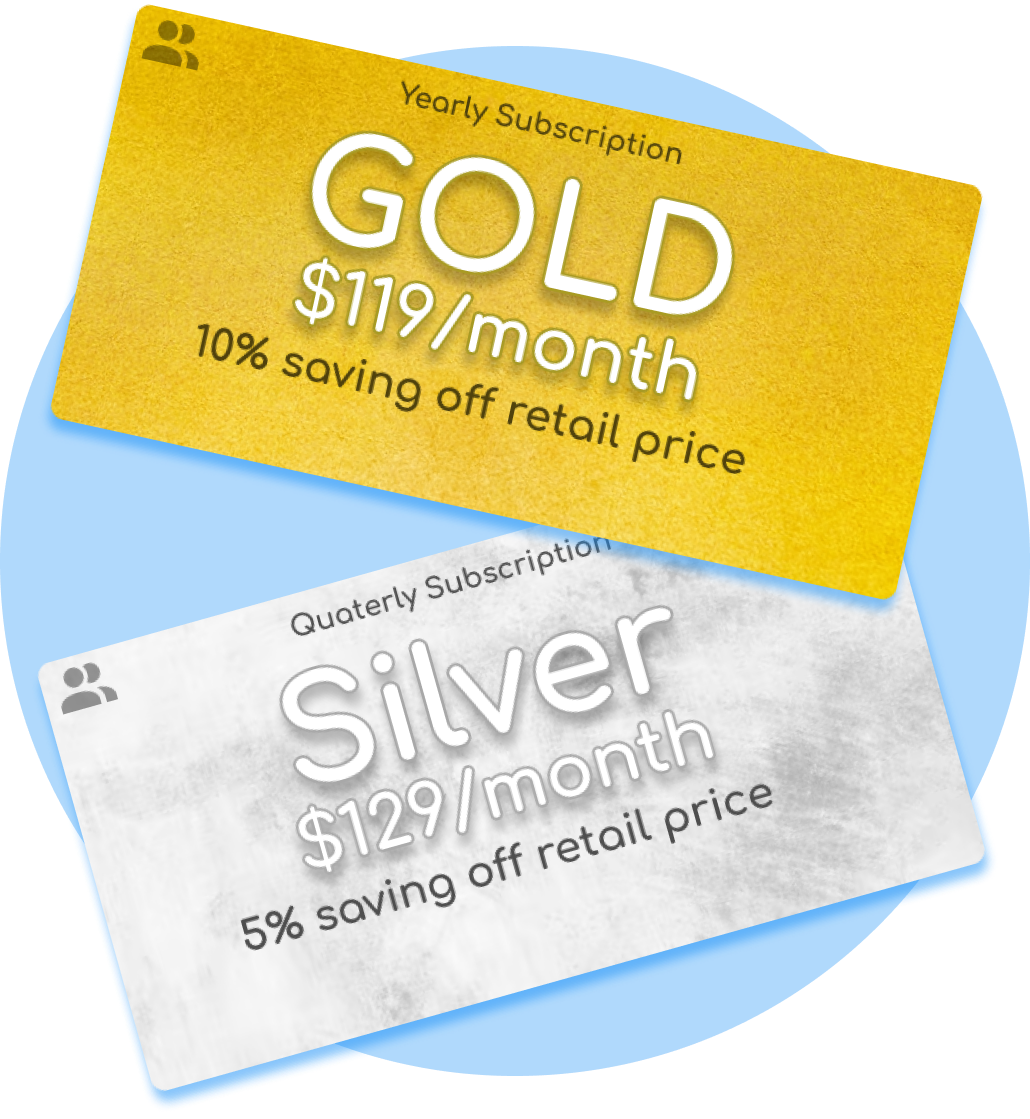 Yearly Subscription
GOLD
$119/month
10% saving off retail price
Quaterly Subscription
Silver
$129/month
5% saving off retail price